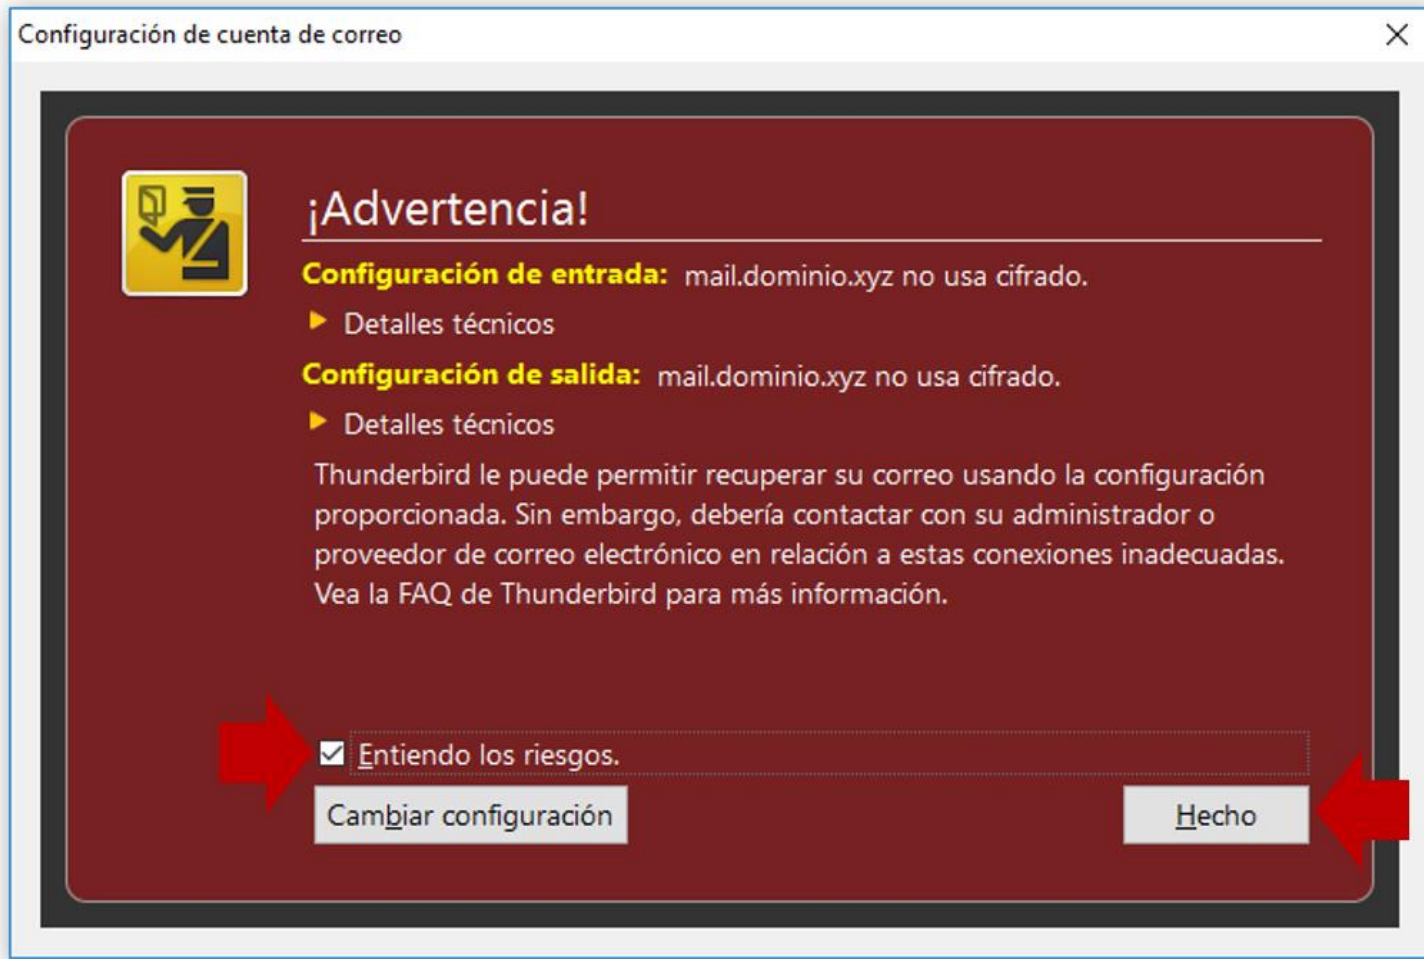 Configuración de cuenta de correo
¡Advertencia!
Configuración de entrada: mail.dominio.xyz no usa cifrado.
Detalles técnicos
Configuración de salida: mail.dominio.xyz no usa cifrado.
Detalles técnicos
Thunderbird le puede permitir recuperar su correo usando la configuración
proporcionada. Sin embargo, debería contactar con su administrador o
proveedor de correo electrónico en relación a estas conexiones inadecuadas.
Vea la FAQ de Thunderbird para más información.
Entiendo los riesgos.
Cambiar configuración
Hecho